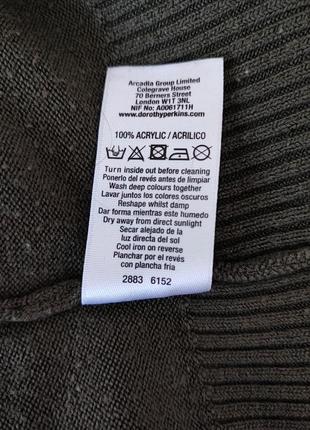 Arcadia Group Limited
Colegrave House
70 Berners Street
London W1T 3NL
NIF No: A0061711H
www.dorothyperkins.com
100% ACRYLIC / ACRILICO
Turn inside out before cleaning
Ponerlo del revés antes de limpiar
Wash deep colours together
Lavar juntos los colores oscuros
Reshape whilst damp
Dar forma mientras este humedo
Dry away from direct sunlight
Secar alejado de la
luz directa del sol
Cool iron on reverse
Planchar por el revés
con plancha fria
2883 6152